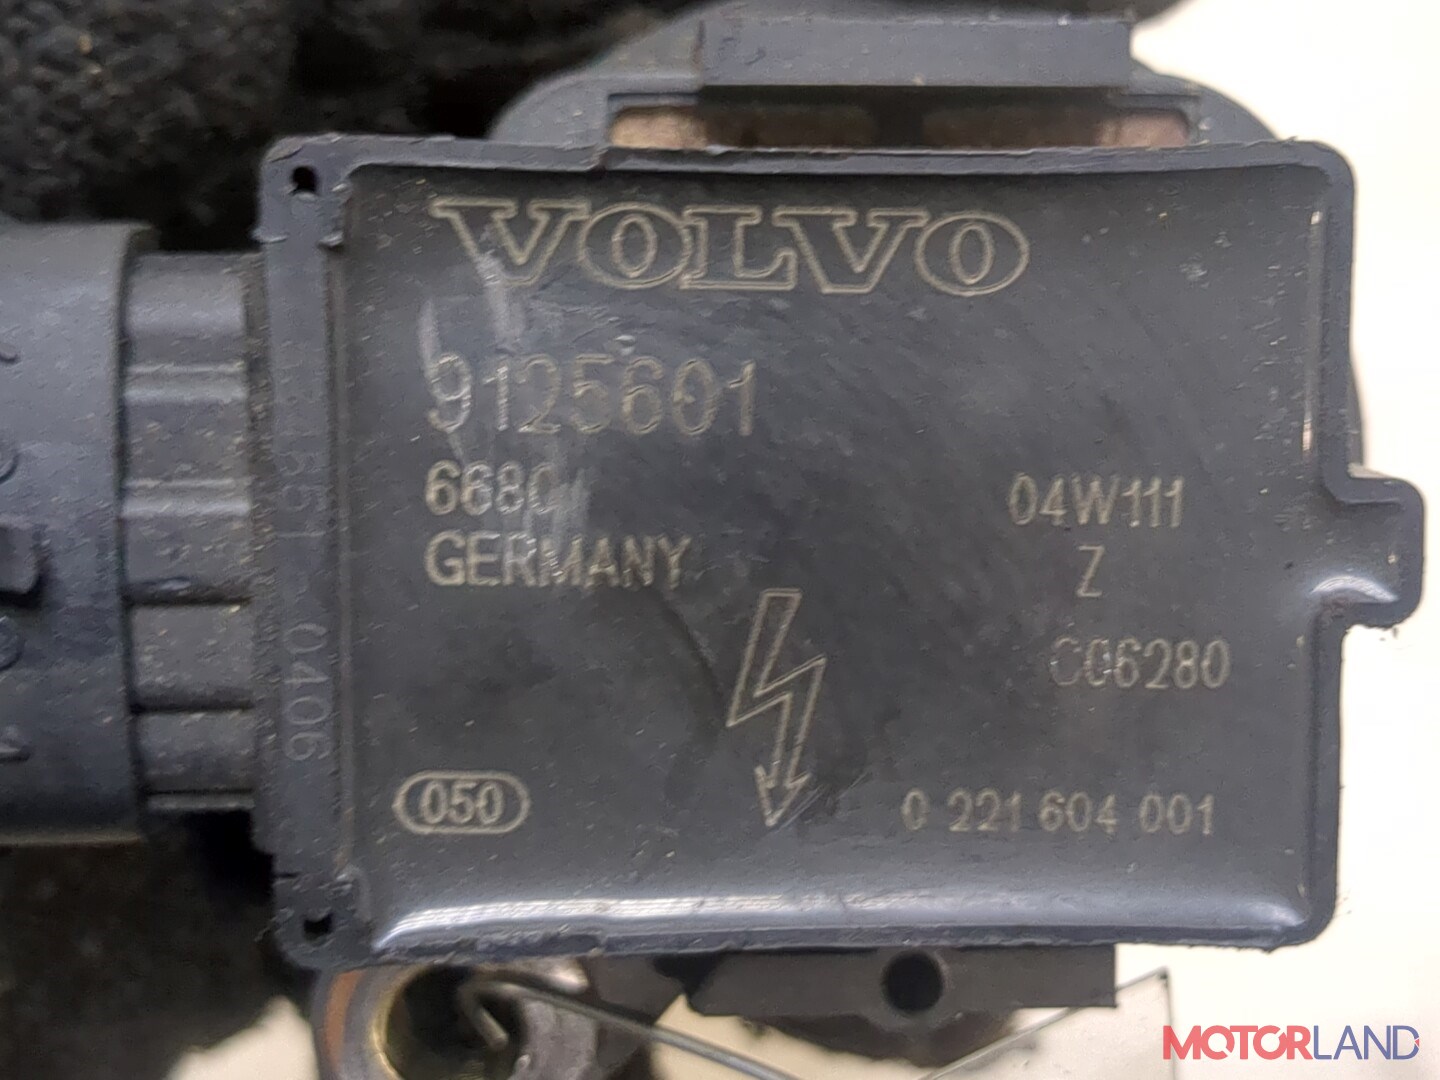 VOLVO
9125601
6680
GERMANY
04W111
Z
C06280
050
0 221 604 001
0406
MOTORLAND